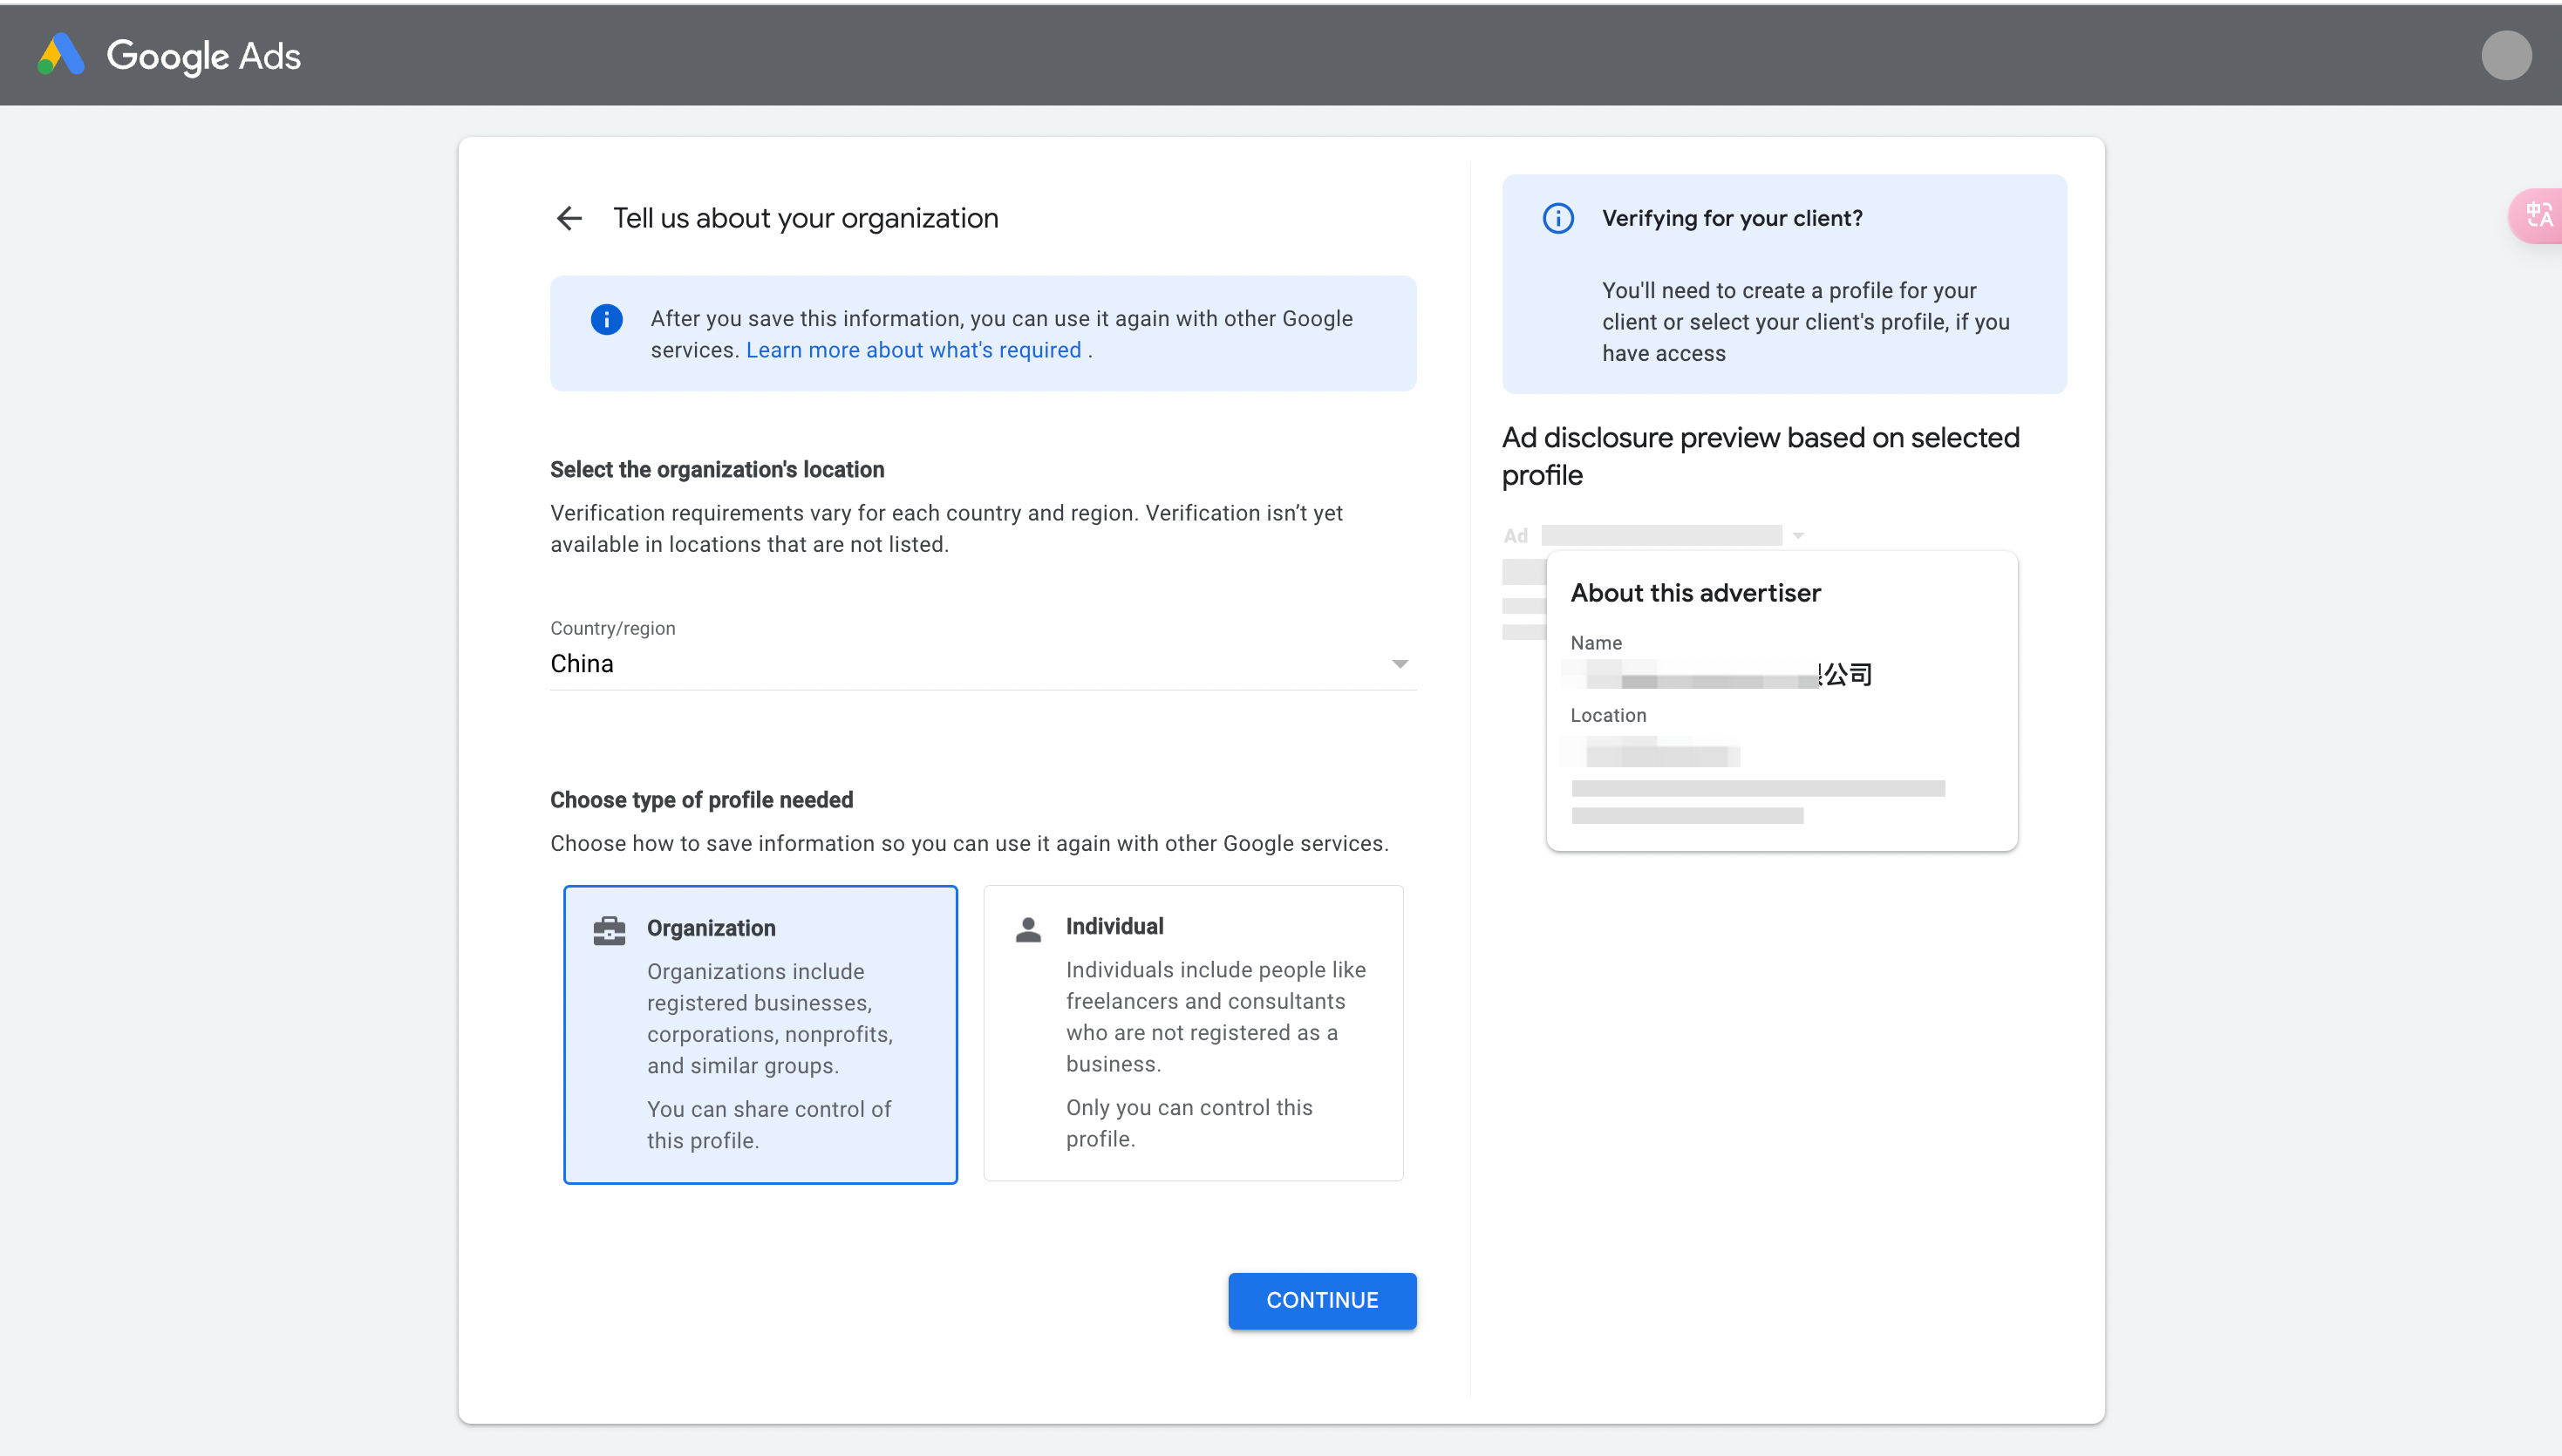 Google Ads
Tell us about your organization
After you save this information, you can use it again with other Google
services. Learn more about what's required .
Select the organization's location
Verification requirements vary for each country and region. Verification isn’t yet
available in locations that are not listed.
Country/region
China
Choose type of profile needed
Choose how to save information so you can use it again with other Google services.
Organization
Organizations include
registered businesses,
corporations, nonprofits,
and similar groups.
You can share control of
this profile.
Individual
Individuals include people like
freelancers and consultants
who are not registered as a
business.
Only you can control this
profile.
CONTINUE
Verifying for your client?
You'll need to create a profile for your
client or select your client's profile, if you
have access
Ad disclosure preview based on selected
profile
Ad
About this advertiser
Name
公司
Location
中A